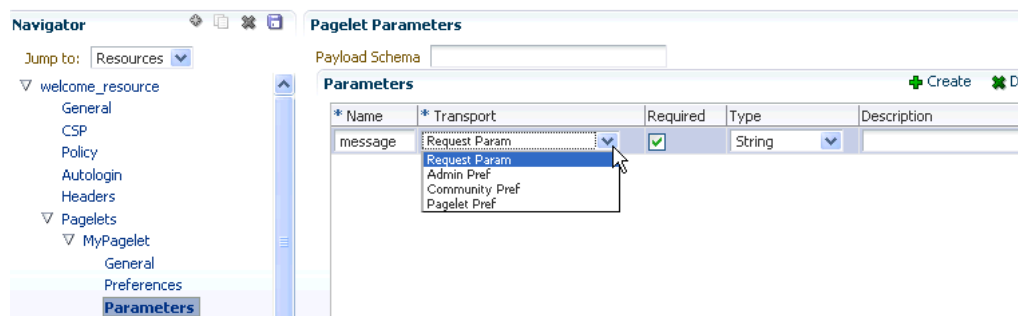 Navigator
Jump to: Resources
welcome_resource
General
CSP
Policy
Autologin
Headers
Pagelets
MyPagelet
General
Preferences
Parameters
Pagelet Parameters
Payload Schema
Parameters
Create D
* Name * Transport Required Type Description
message Request Param String
Request Param
Admin Pref
Community Pref
Pagelet Pref